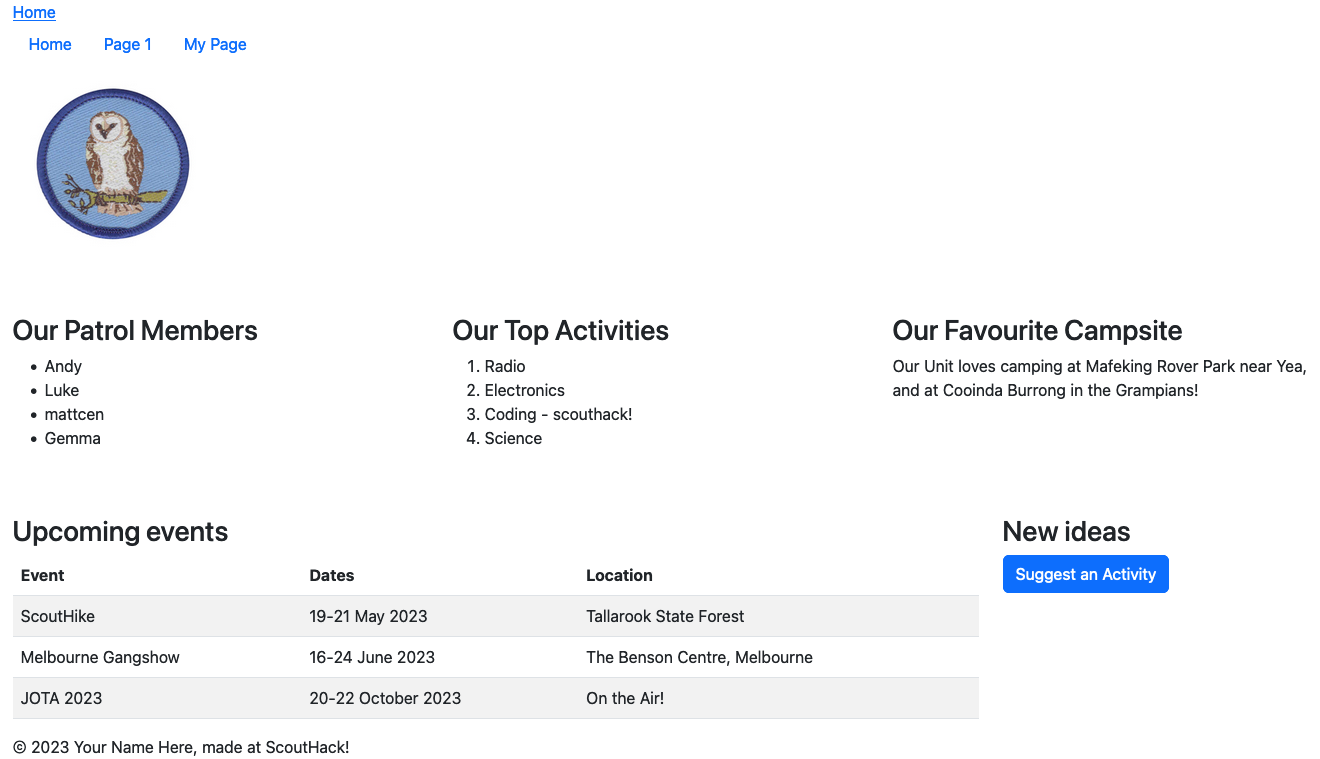 Home
Home Page 1 My Page
Our Patrol Members
• Andy
• Luke
• mattcen
• Gemma
Our Top Activities
1. Radio
2. Electronics
3. Coding - scouthack!
4. Science
Our Favourite Campsite
Our Unit loves camping at Mafeking Rover Park near Yea,
and at Cooinda Burrong in the Grampians!
Upcoming events
Event Dates Location
ScoutHike 19-21 May 2023 Tallarook State Forest
Melbourne Gangshow 16-24 June 2023 The Benson Centre, Melbourne
JOTA 2023 20-22 October 2023 On the Air!
New ideas
Suggest an Activity
© 2023 Your Name Here, made at ScoutHack!